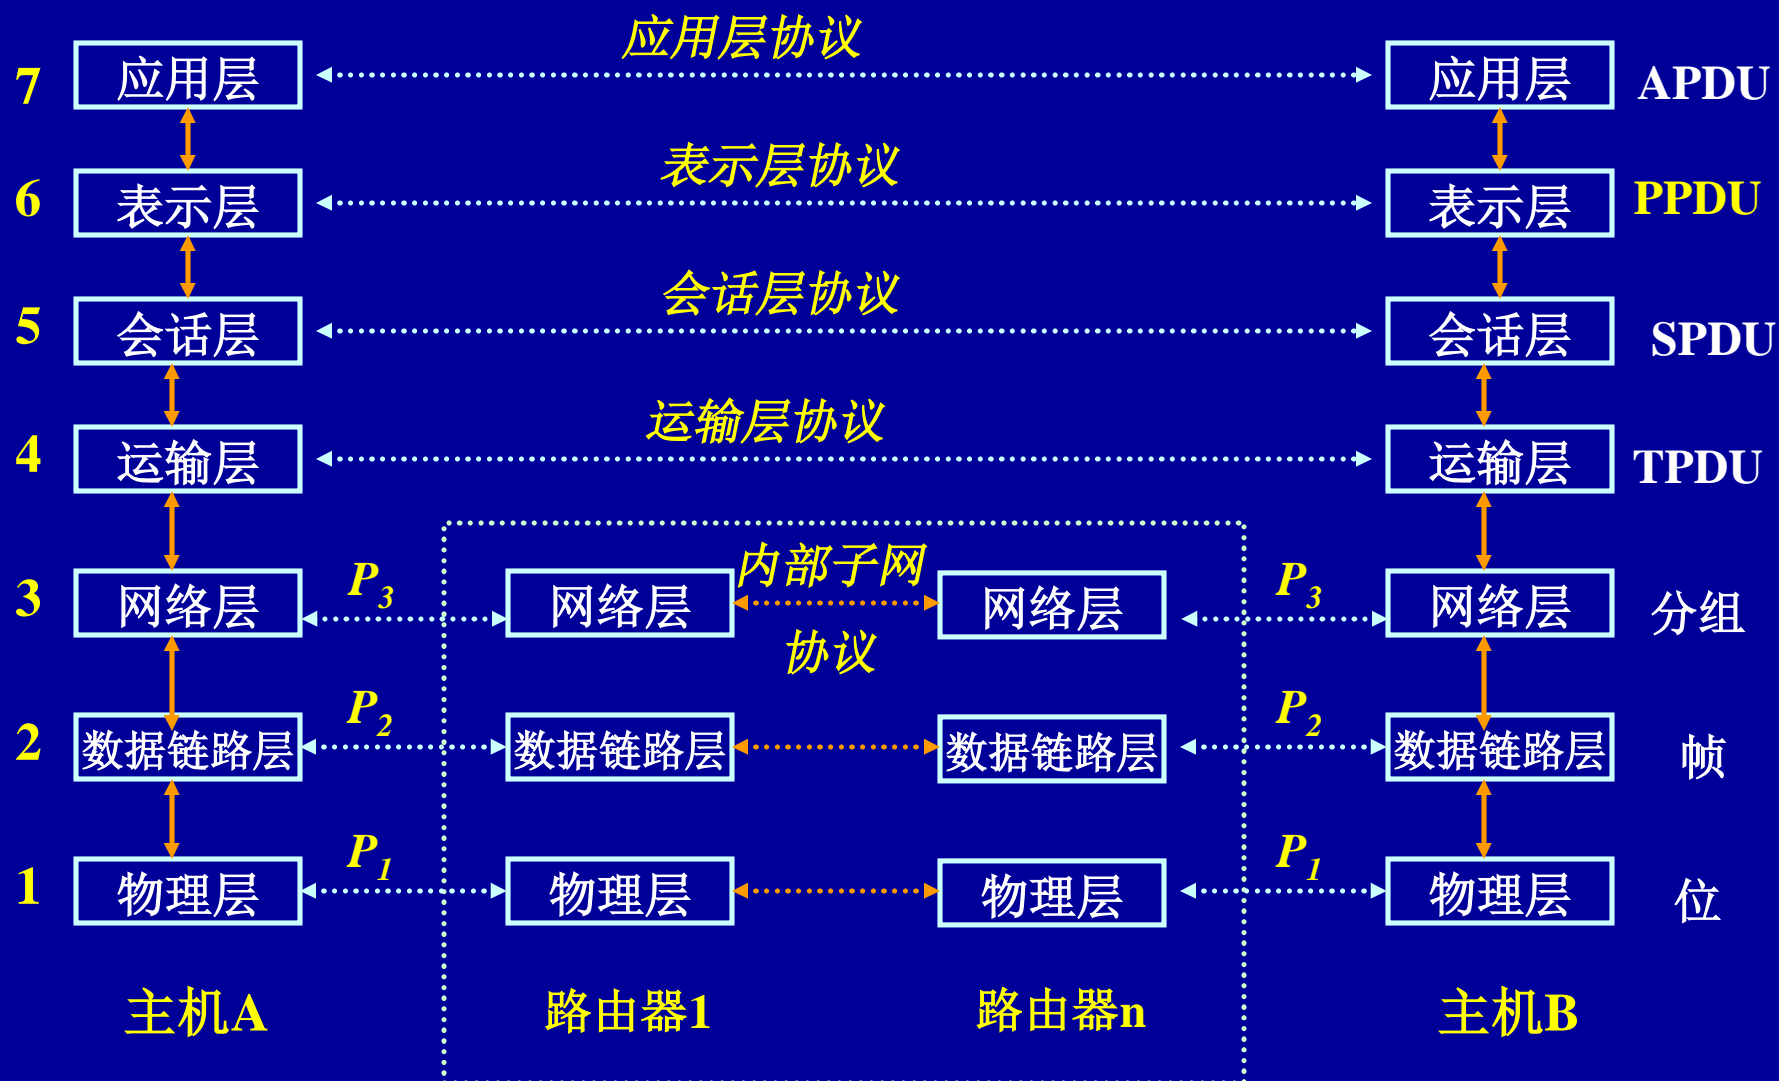 应用层协议
7 应用层 应用层 APDU
表示层协议
6 表示层 表示层 PPDU
会话层协议
5 会话层 会话层 SPDU
运输层协议
4 运输层 运输层 TPDU
内部子网
3 网络层 P3 网络层 网络层 P3 网络层 分组
协议
2 数据链路层 P2 数据链路层 数据链路层 P2 数据链路层 帧
1 物理层 P1 物理层 物理层 P1 物理层 位
主机A 路由器1 路由器n 主机B